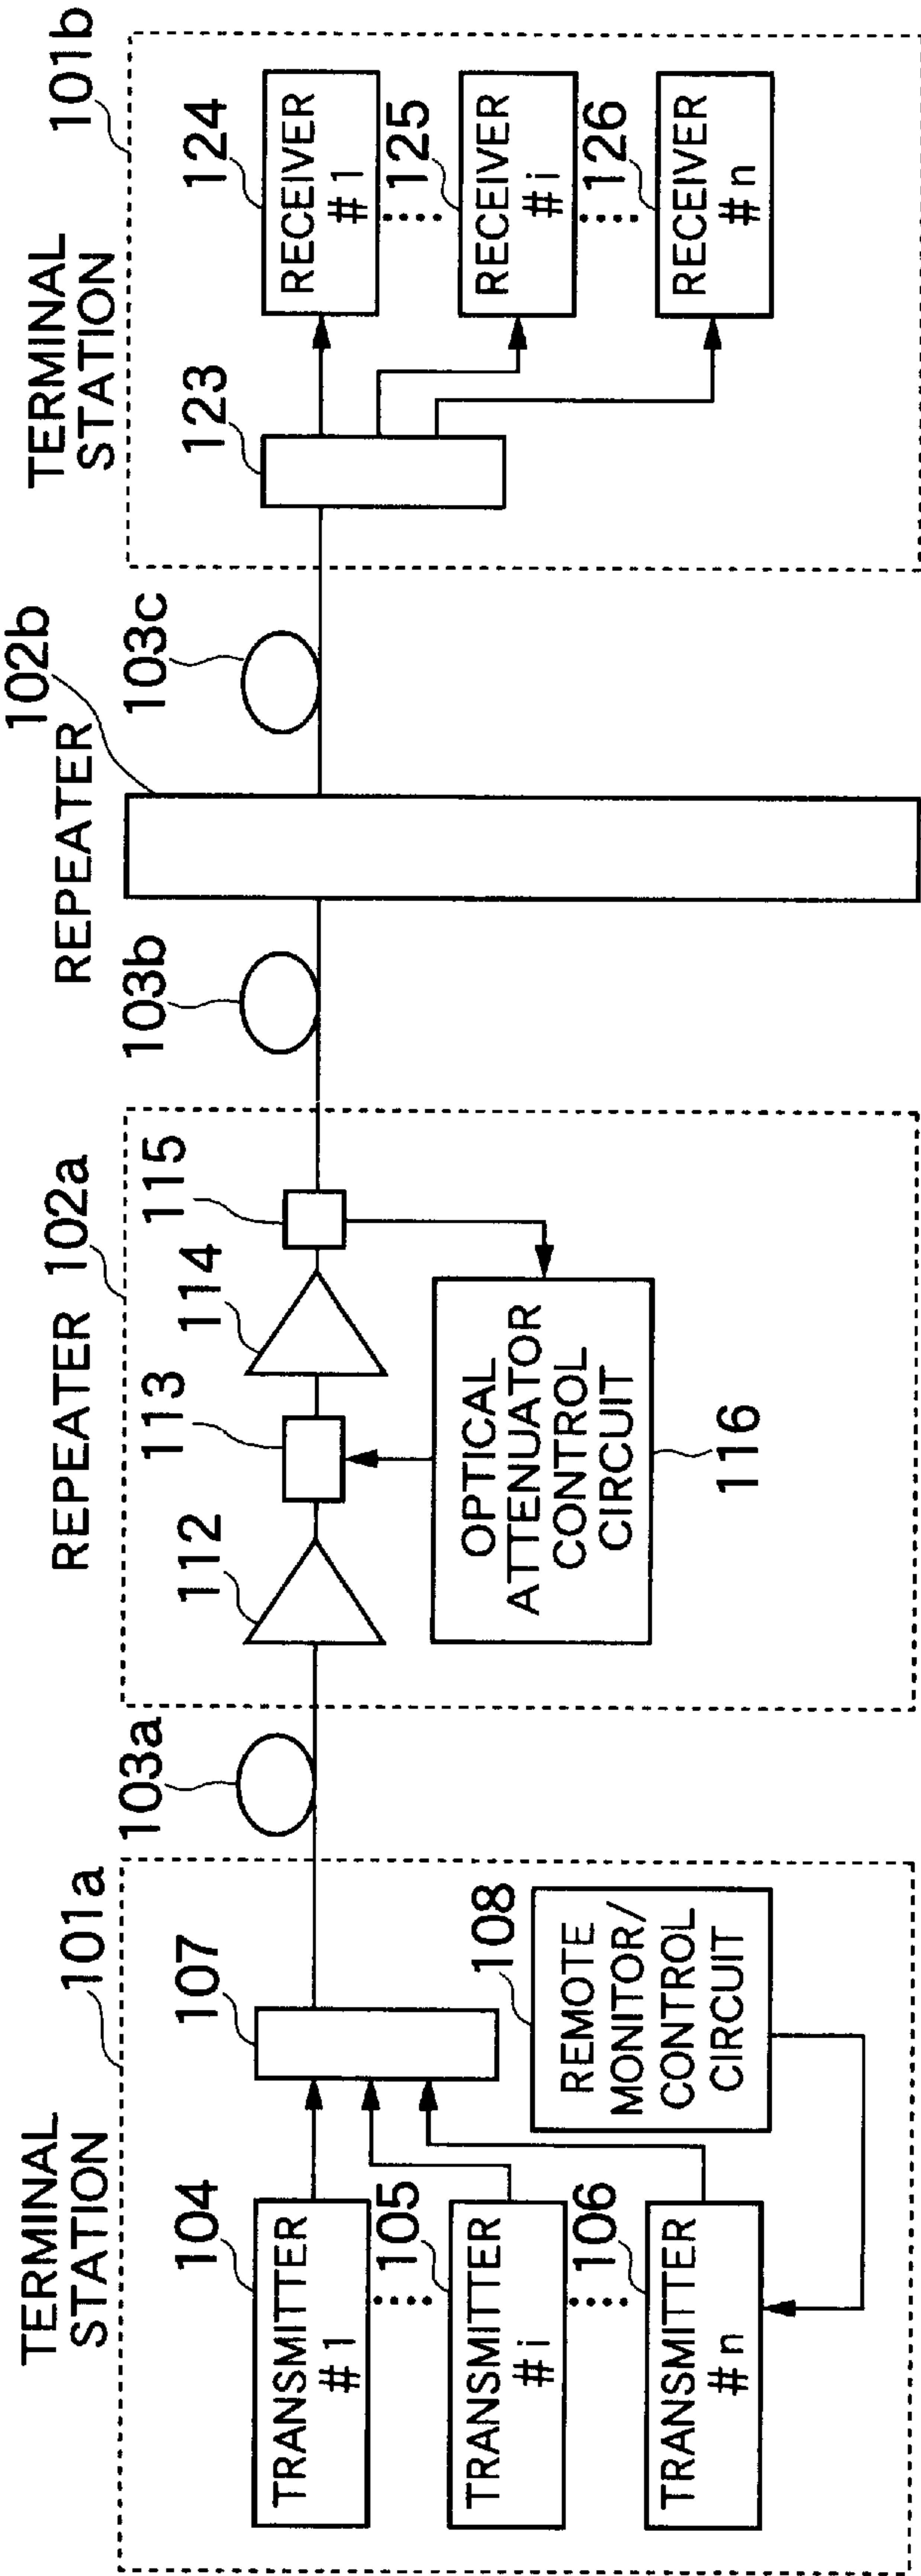 TERMINAL
STATION
101a
104
TRANSMITTER
#1
105
TRANSMITTER
#i
106
TRANSMITTER
#n
107
108
REMOTE
MONITOR/
CONTROL
CIRCUIT
103a
REPEATER 102a
112
113
114
115
OPTICAL
ATTENUATOR
CONTROL
CIRCUIT
116
103b
REPEATER
102b
103c
TERMINAL
STATION
101b
123
124
RECEIVER
#1
125
RECEIVER
#i
126
RECEIVER
#n